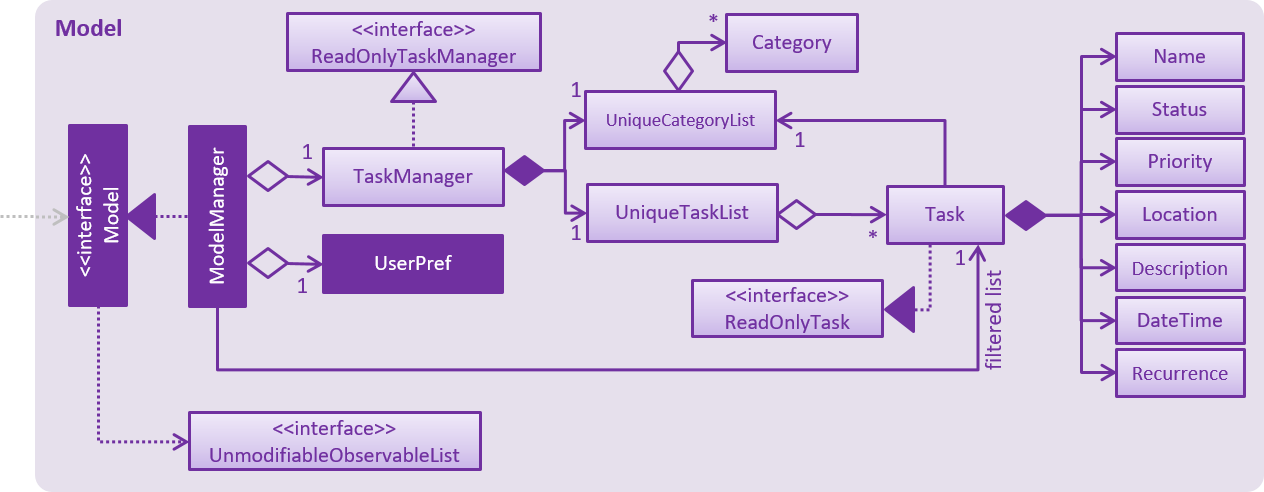 Model
<<interface>>
ReadOnlyTaskManager
*
Category
Name
Status
Priority
Location
Description
DateTime
Recurrence
1
UniqueCategoryList
1
<<interface>>
Model
ModelManager
1
TaskManager
1
UniqueTaskList
*
Task
1
UserPref
1
filtered list
<<interface>>
ReadOnlyTask
<<interface>>
UnmodifiableObservableList